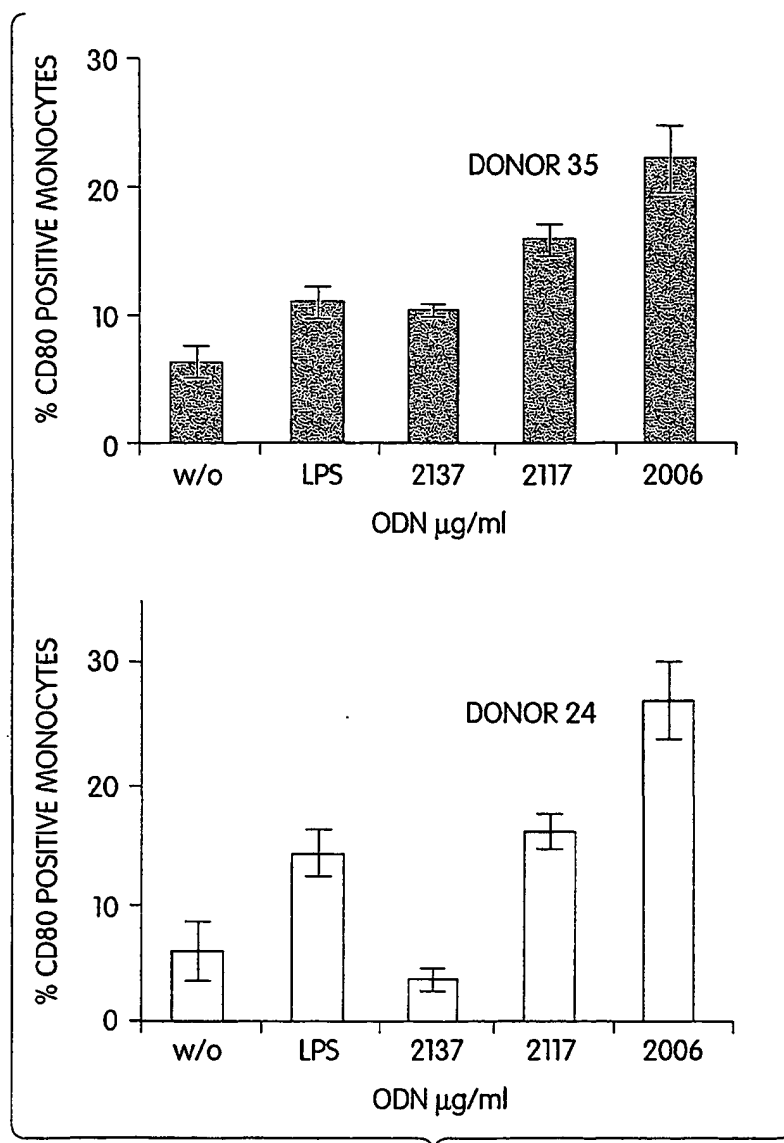 % CD80 POSITIVE MONOCYTES
30
20
10
0
DONOR 35
w/o LPS 2137 2117 2006
ODN µg/ml
% CD80 POSITIVE MONOCYTES
30
20
10
0
DONOR 24
w/o LPS 2137 2117 2006
ODN µg/ml